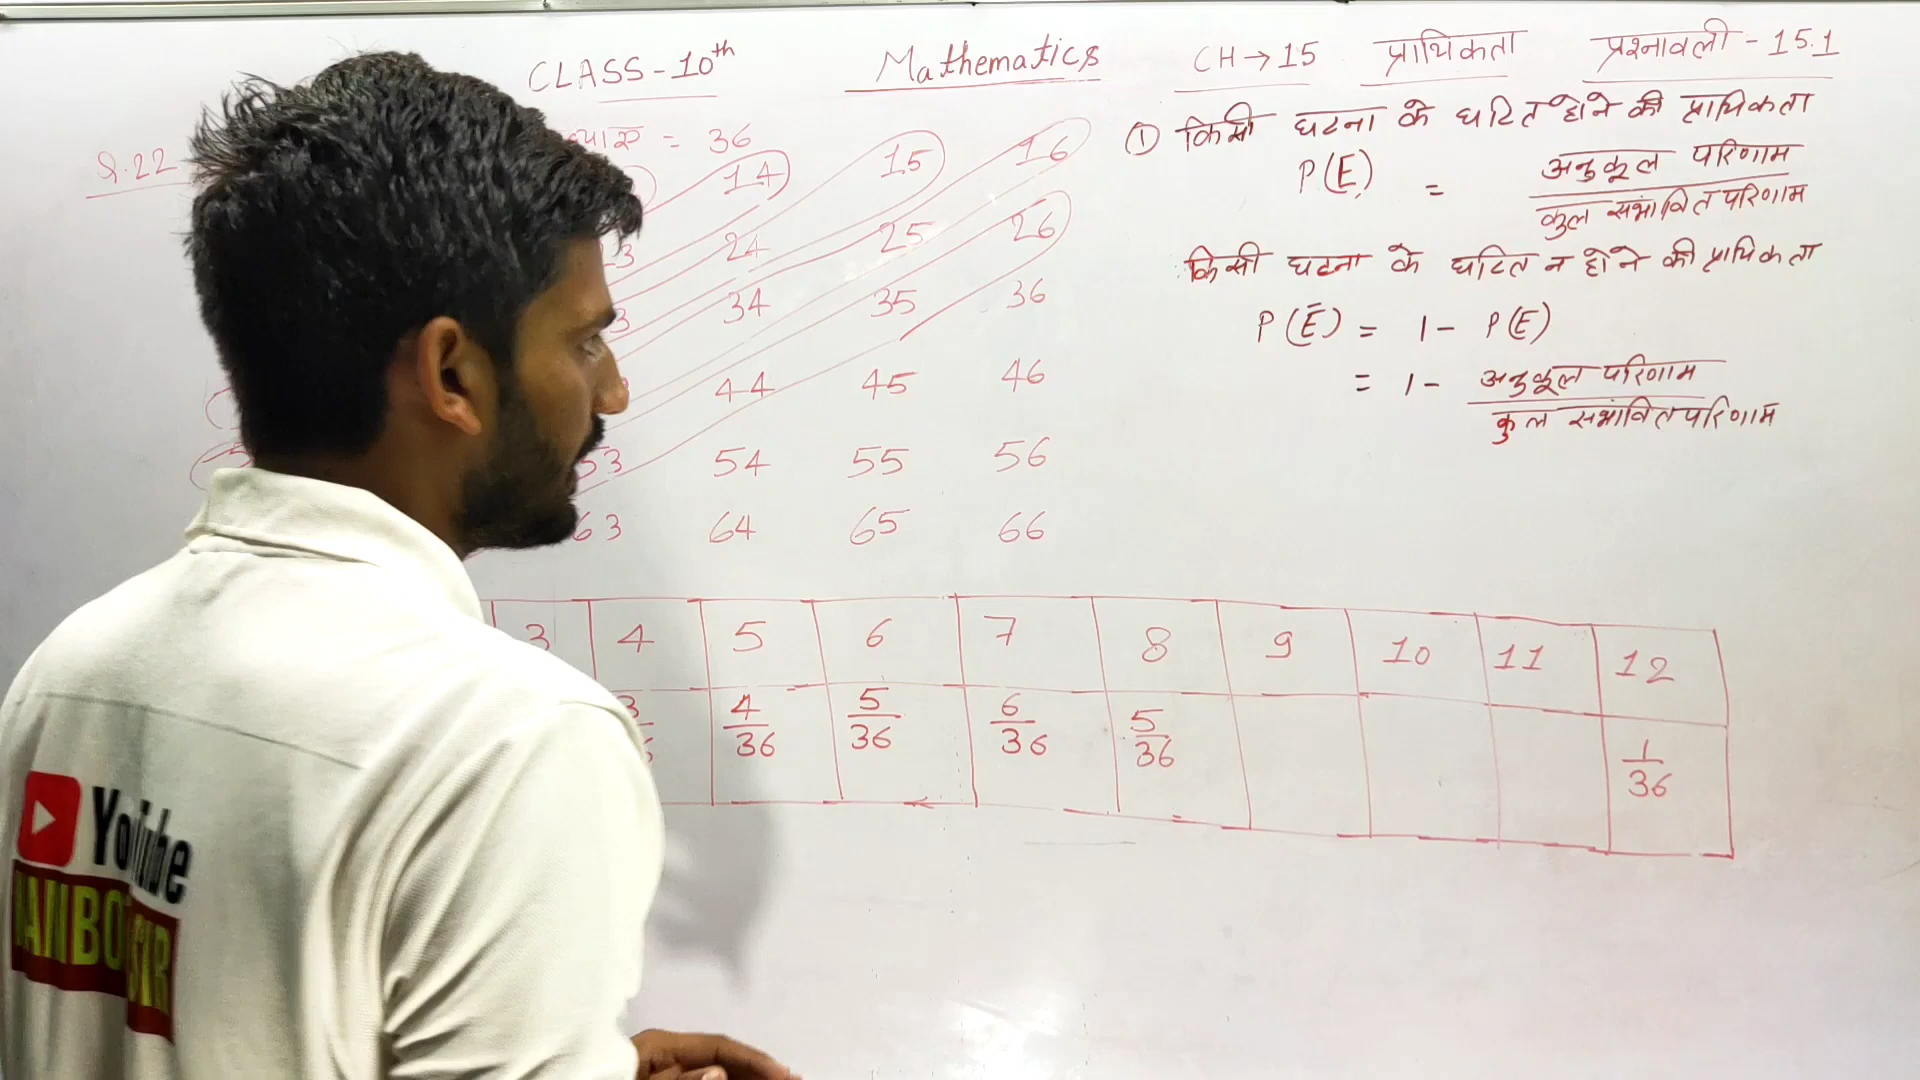 CLASS-10th Mathematics CH→15 प्रायिकता प्रश्नावली-15.1
Q.22 = 36
14 15 16
24 25 26
34 35 36
44 45 46
53 54 55 56
63 64 65 66
① किसी घटना के घटित होने की प्रायिकता
P(E) = अनुकूल परिणाम
कुल संभावित परिणाम
किसी घटना के घटित न होने की प्रायिकता
P(Ē) = 1- P(E)
= 1- अनुकूल परिणाम
कुल संभावित परिणाम
3 4 5 6 7 8 9 10 11 12
3 4/36 5/36 6/36 5/36 1/36
YouTube
SIR